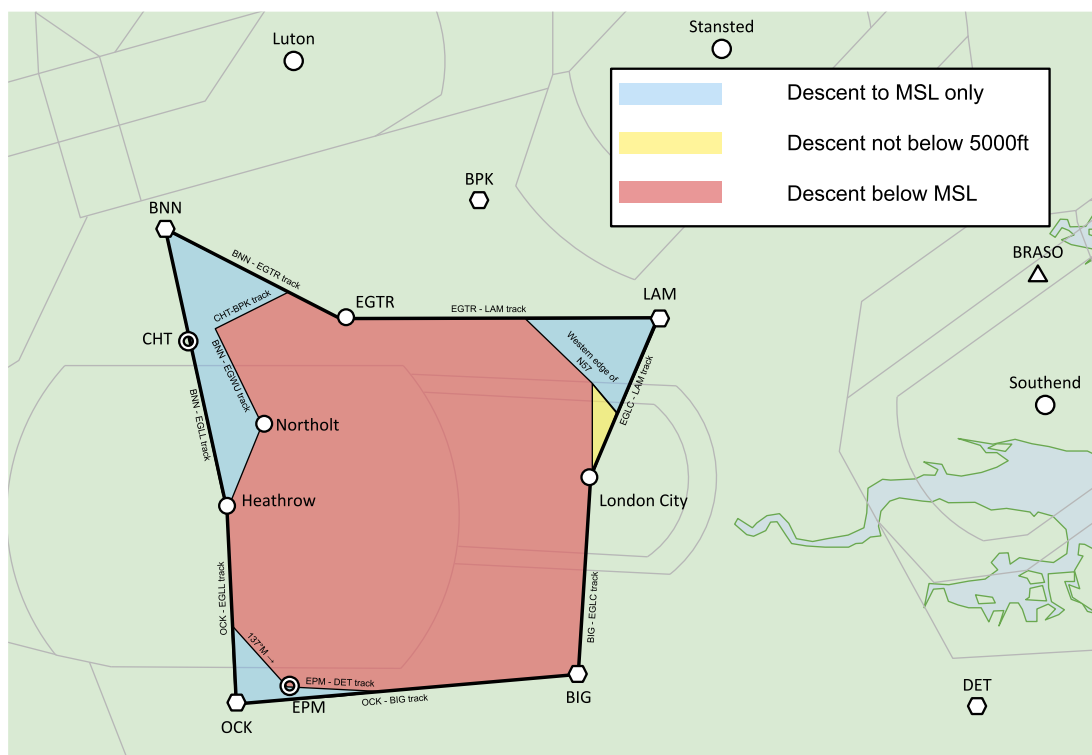 Luton
Stansted
Descent to MSL only
Descent not below 5000ft
Descent below MSL
BPK
BNN
BRASO
BNN - EGTR track
LAM
EGTR
CHT-BPK track
EGTR - LAM track
CHT
Western edge of
N57
BNN - EGWU track
EGLC - LAM track
Southend
BNN - EGLL track
Northolt
Heathrow
London City
OCK - EGLL track
BIG - EGLC track
137°M →
EPM - DET track
OCK - BIG track
EPM
BIG
DET
OCK